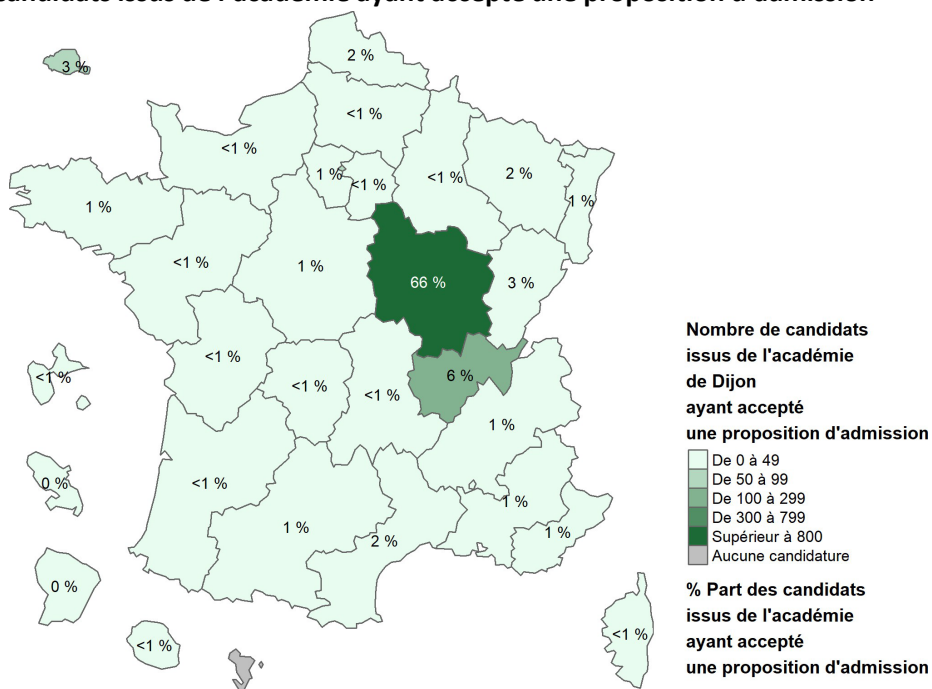 candidats issus de l'académie ayant accepté une proposition d'admission
2 %
3 %
<1 %
<1 %
1 %
<1 %
<1 %
2 %
1 %
1 %
<1 %
1 %
66 %
3 %
<1 %
<1 %
<1 %
<1 %
6 %
1 %
0 %
<1 %
1 %
1 %
2 %
1 %
0 %
<1 %
<1 %
Nombre de candidats
issus de l'académie
de Dijon
ayant accepté
une proposition d'admission
De 0 à 49
De 50 à 99
De 100 à 299
De 300 à 799
Supérieur à 800
Aucune candidature
% Part des candidats
issus de l'académie
ayant accepté
une proposition d'admission